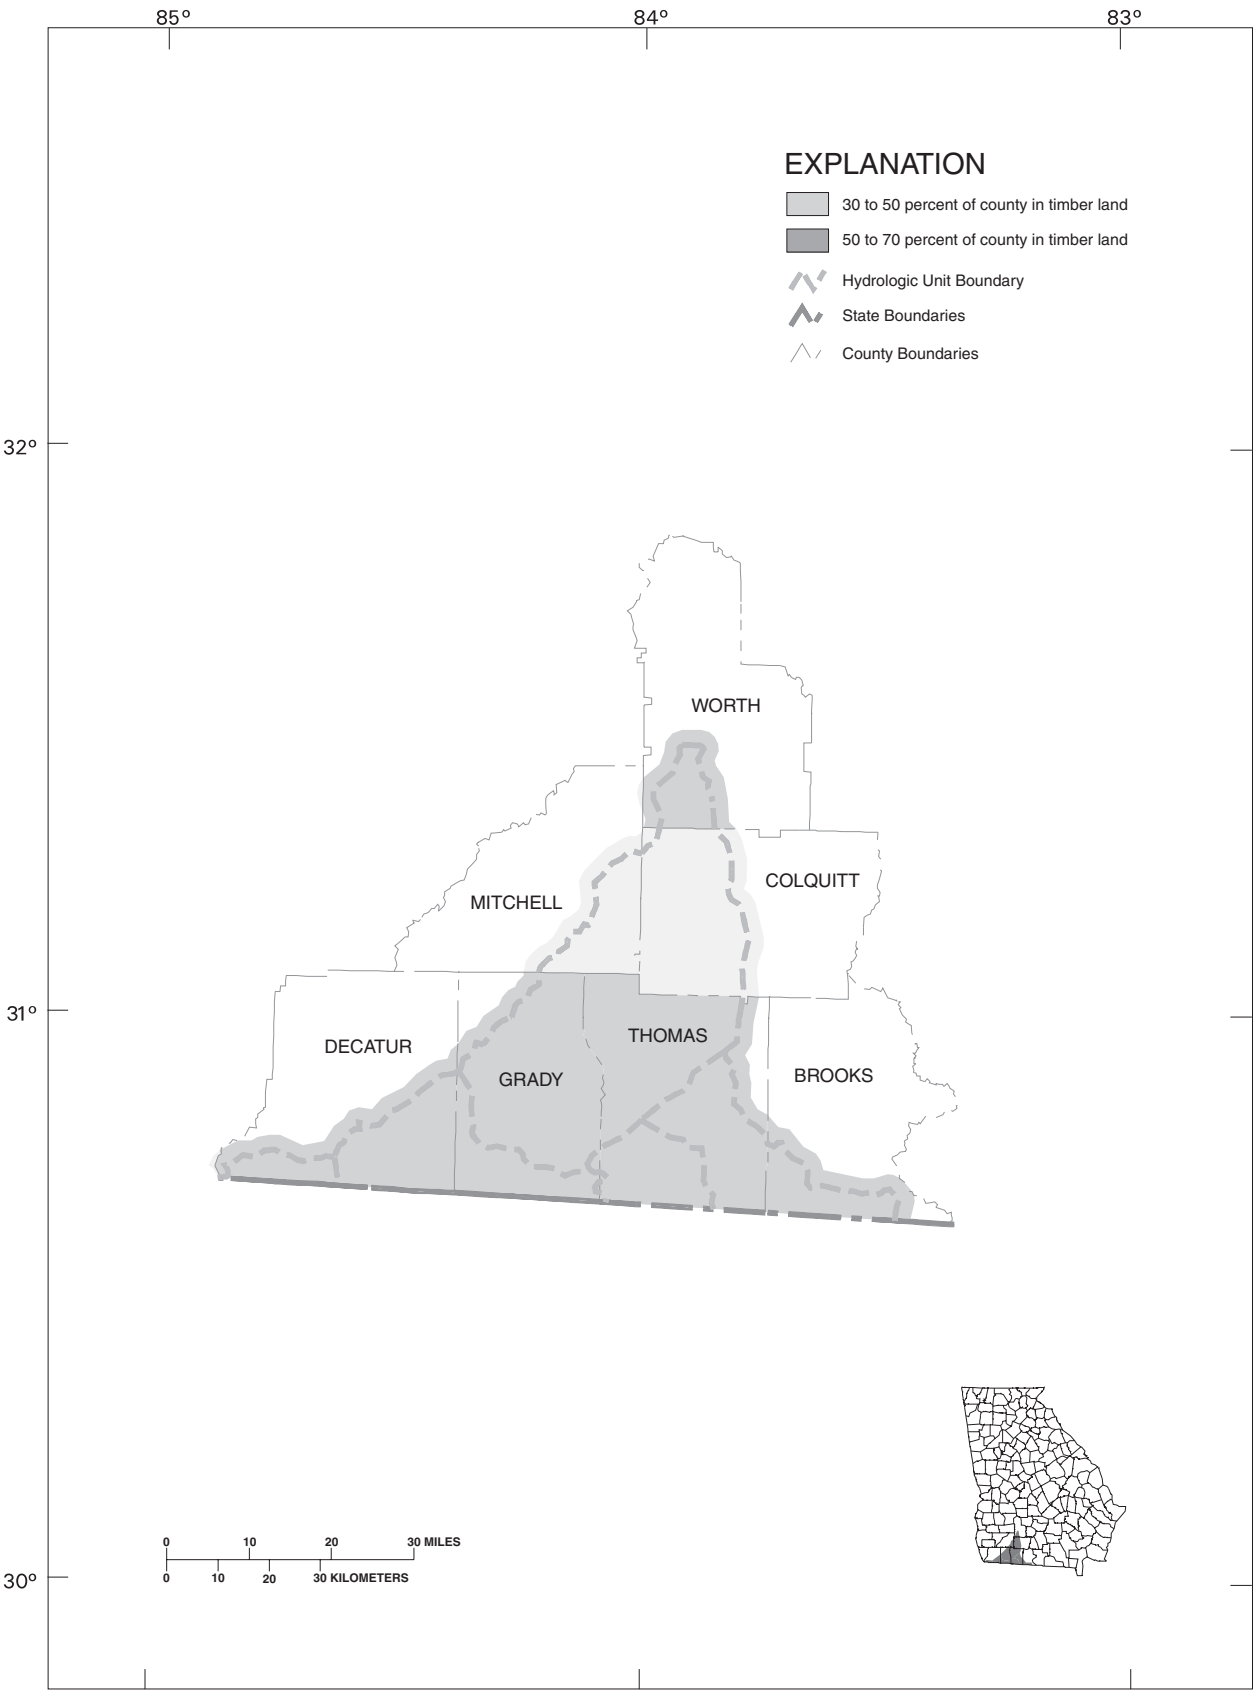 85° 84° 83°
EXPLANATION
30 to 50 percent of county in timber land
50 to 70 percent of county in timber land
Hydrologic Unit Boundary
State Boundaries
County Boundaries
32°
WORTH
COLQUITT
MITCHELL
31°
THOMAS
DECATUR
BROOKS
GRADY
0 10 20 30 MILES
0 10 20 30 KILOMETERS
30°